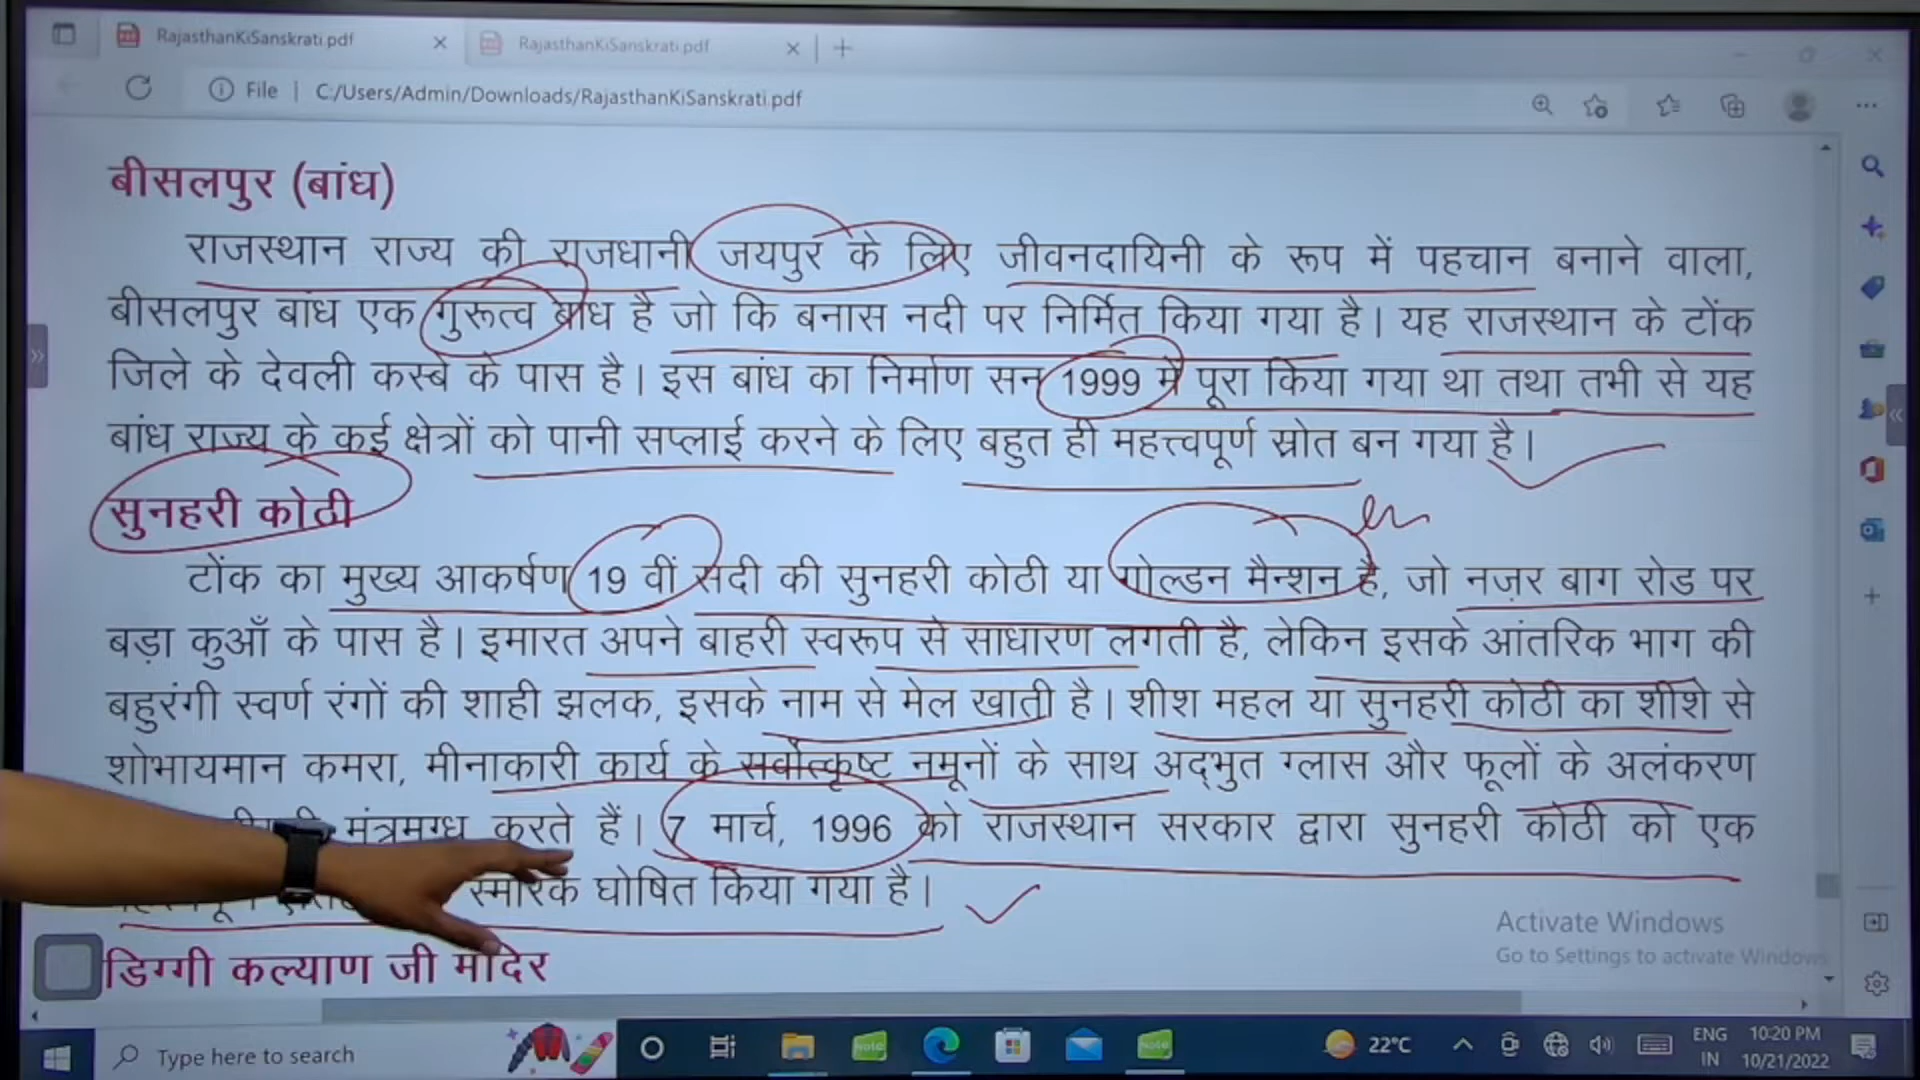 RajasthanKiSanskrati.pdf
RajasthanKiSanskrati.pdf
File | C:/Users/Admin/Downloads/RajasthanKiSanskrati.pdf
बीसलपुर (बांध)
राजस्थान राज्य की राजधानी जयपुर के लिए जीवनदायिनी के रूप में पहचान बनाने वाला,
बीसलपुर बांध एक गुरूत्व बांध है जो कि बनास नदी पर निर्मित किया गया है। यह राजस्थान के टोंक
जिले के देवली कस्बे के पास है। इस बांध का निर्माण सन 1999 में पूरा किया गया था तथा तभी से यह
बांध राज्य के कई क्षेत्रों को पानी सप्लाई करने के लिए बहुत ही महत्त्वपूर्ण स्रोत बन गया है।
सुनहरी कोठी
टोंक का मुख्य आकर्षण 19 वीं सदी की सुनहरी कोठी या गोल्डन मैन्शन है, जो नज़र बाग रोड पर
बड़ा कुआँ के पास है। इमारत अपने बाहरी स्वरूप से साधारण लगती है, लेकिन इसके आंतरिक भाग की
बहुरंगी स्वर्ण रंगों की शाही झलक, इसके नाम से मेल खाती है। शीश महल या सुनहरी कोठी का शीशे से
शोभायमान कमरा, मीनाकारी कार्य के सर्वोत्कृष्ट नमूनों के साथ अद्भुत ग्लास और फूलों के अलंकरण
मंत्रमुग्ध करते हैं। 7 मार्च, 1996 को राजस्थान सरकार द्वारा सुनहरी कोठी को एक
स्मारक घोषित किया गया है।
डिग्गी कल्याण जी मंदिर
Activate Windows
Go to Settings to activate Windows.
Type here to search
22°C
ENG
IN
10:20 PM
10/21/2022